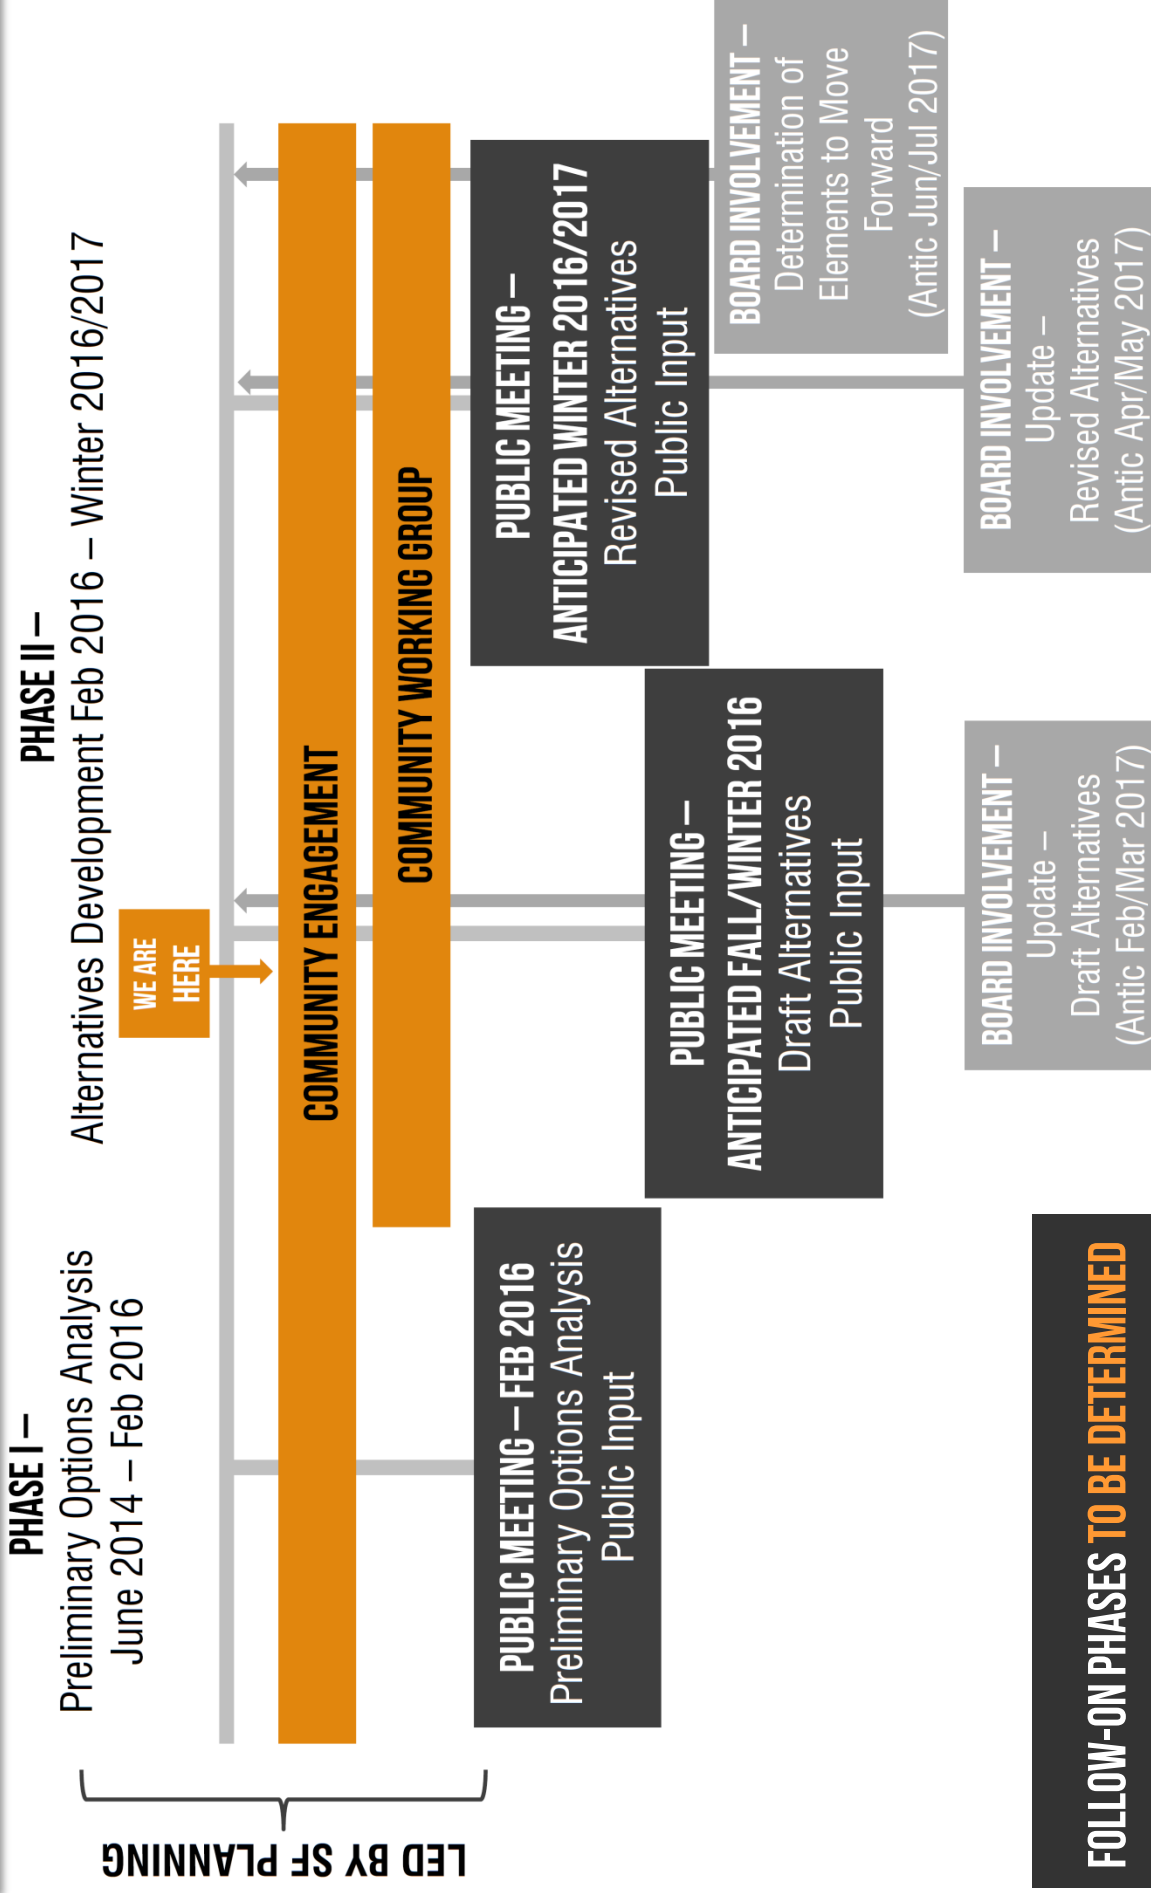 PHASE I –
Preliminary Options Analysis
June 2014 – Feb 2016
PHASE II –
Alternatives Development Feb 2016 – Winter 2016/2017
WE ARE
HERE
LED BY SF PLANNING
COMMUNITY ENGAGEMENT
COMMUNITY WORKING GROUP
PUBLIC MEETING – FEB 2016
Preliminary Options Analysis
Public Input
PUBLIC MEETING –
ANTICIPATED FALL/WINTER 2016
Draft Alternatives
Public Input
PUBLIC MEETING –
ANTICIPATED WINTER 2016/2017
Revised Alternatives
Public Input
BOARD INVOLVEMENT –
Determination of
Elements to Move
Forward
(Antic Jun/Jul 2017)
BOARD INVOLVEMENT –
Update –
Draft Alternatives
(Antic Feb/Mar 2017)
BOARD INVOLVEMENT –
Update –
Revised Alternatives
(Antic Apr/May 2017)
FOLLOW-ON PHASES TO BE DETERMINED